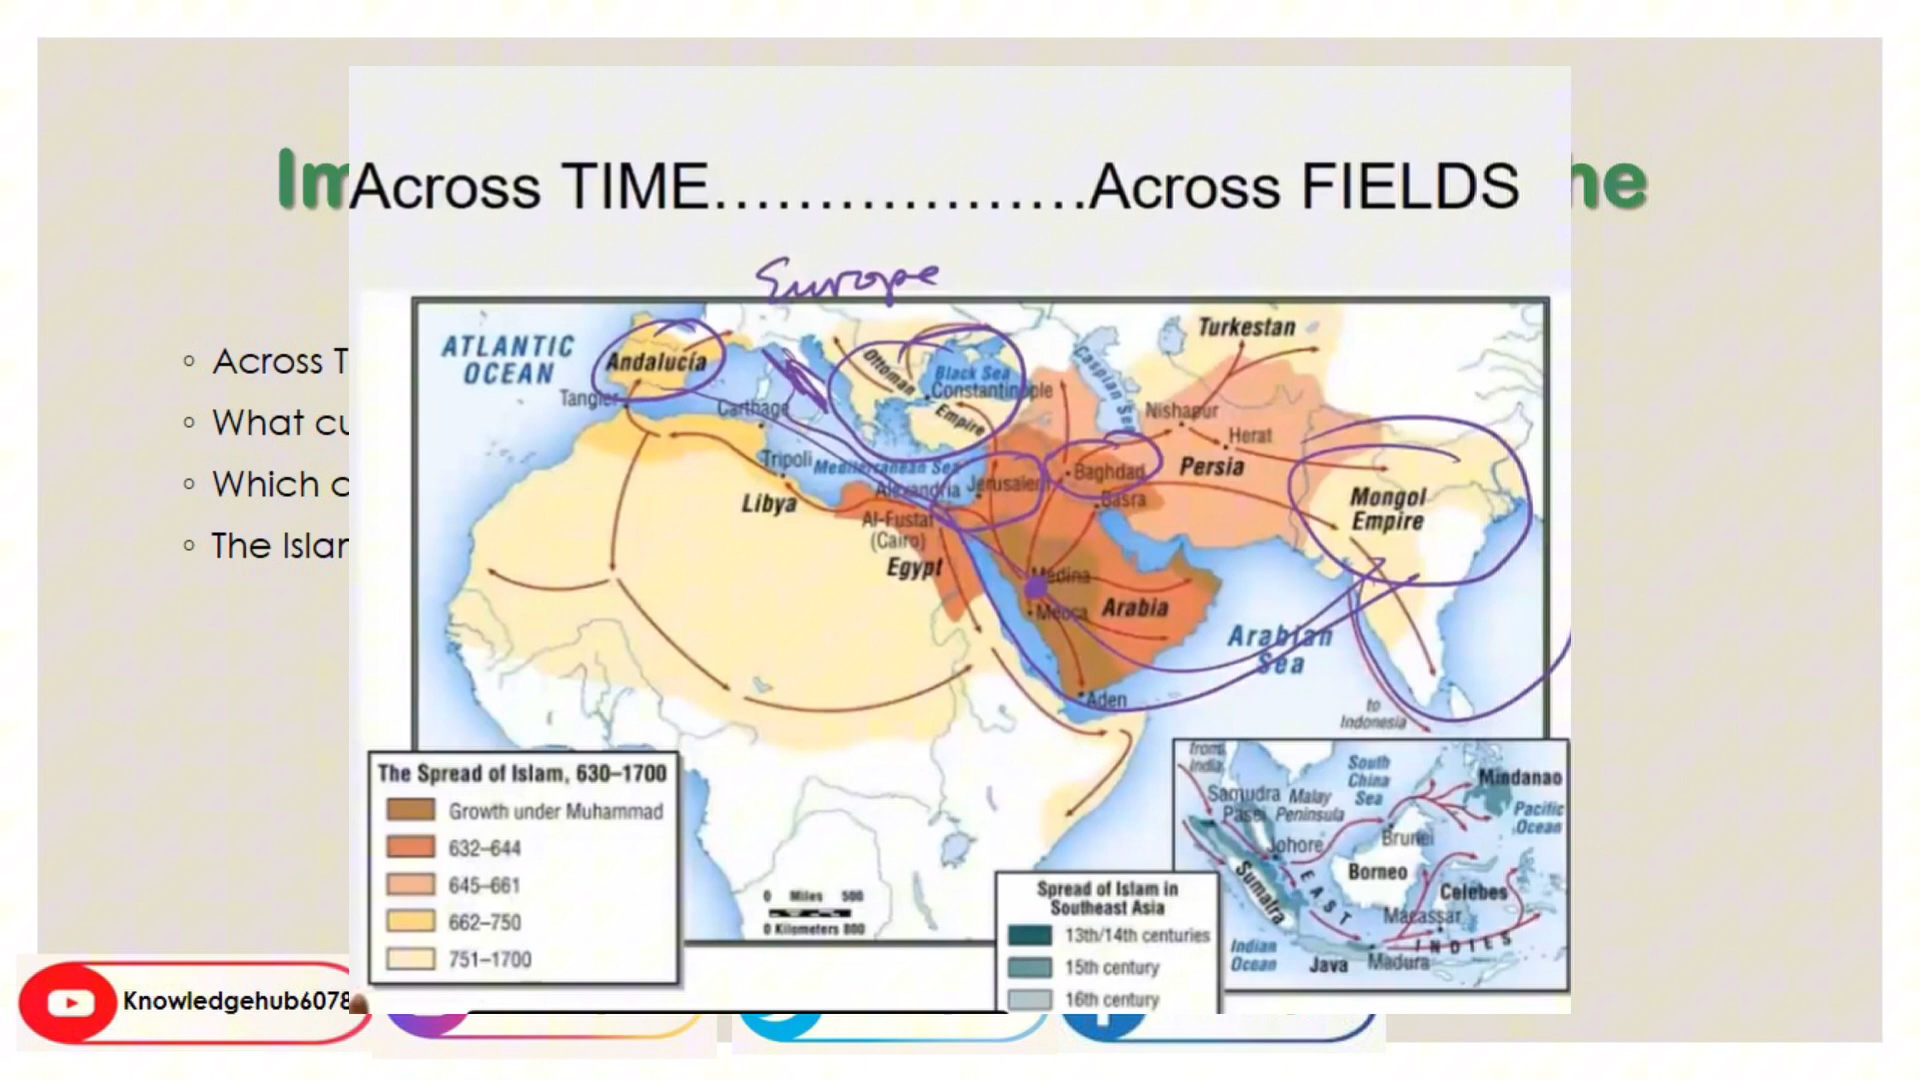 Im
Across TIME..................Across FIELDS
he
Across T
What cu
Which c
The Islar
Europe
ATLANTIC
OCEAN
Andalucía
Tangier
Carthage
Tripoli
Mediterranean Sea
Libya
Alexandria
Jerusalem
Al-Fustat
(Cairo)
Egypt
Ottoman
Empire
Black Sea
Constantinople
Caspian Sea
Turkestan
Nishapur
Herat
Persia
Baghdad
Basra
Mongol
Empire
Medina
Mecca
Arabia
Aden
Arabian
Sea
to
Indonesia
The Spread of Islam, 630–1700
Growth under Muhammad
632–644
645–661
662–750
751–1700
0 Miles 500
0 Kilometers 800
Spread of Islam in
Southeast Asia
13th/14th centuries
15th century
16th century
from
India
Samudra
Pasei
Malay
Peninsula
South
China
Sea
Mindanao
Pacific
Ocean
Johore
Brunei
Borneo
Celebes
Sumatra
EAST
INDIES
Macassar
Indian
Ocean
Java
Madura
Knowledgehub6078